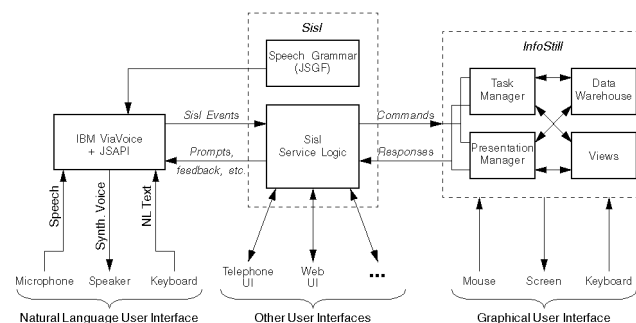 Sisl
InfoStill
Speech Grammar
(JSGF)
Task
Manager
Data
Warehouse
IBM ViaVoice
+ JSAPI
Sisl Events
Sisl
Service Logic
Commands
Prompts,
feedback, etc
Responses
Presentation
Manager
Views
Speech
Synth. Voice
NL Text
Microphone
Speaker
Keyboard
Telephone
UI
Web
UI
...
Mouse
Screen
Keyboard
Natural Language User Interface
Other User Interfaces
Graphical User Interface